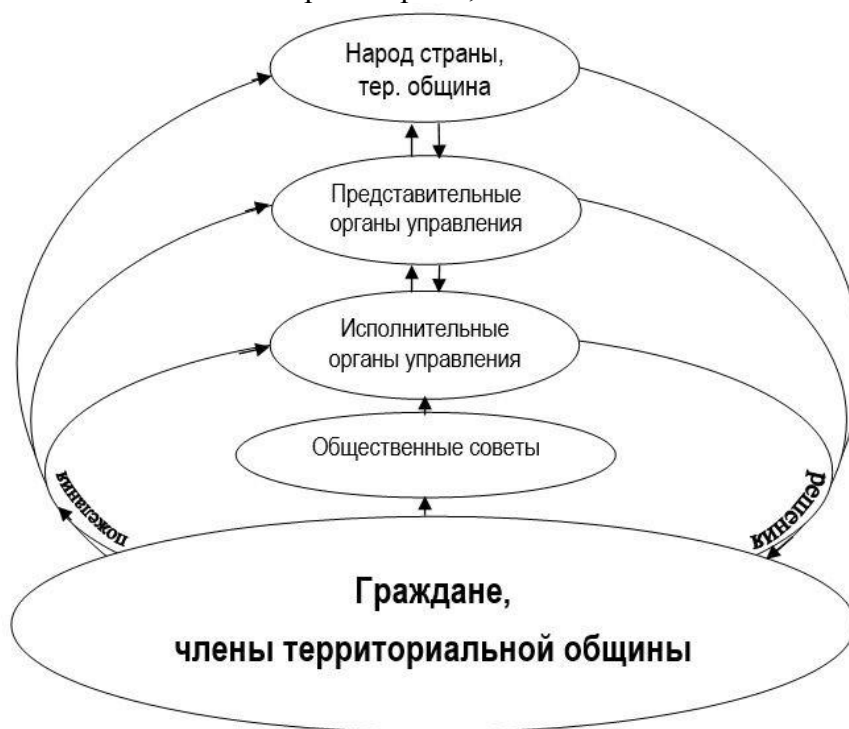 Народ страны,
тер. община
Представительные
органы управления
Исполнительные
органы управления
Общественные советы
пожелания
решения
Граждане,
члены территориальной общины